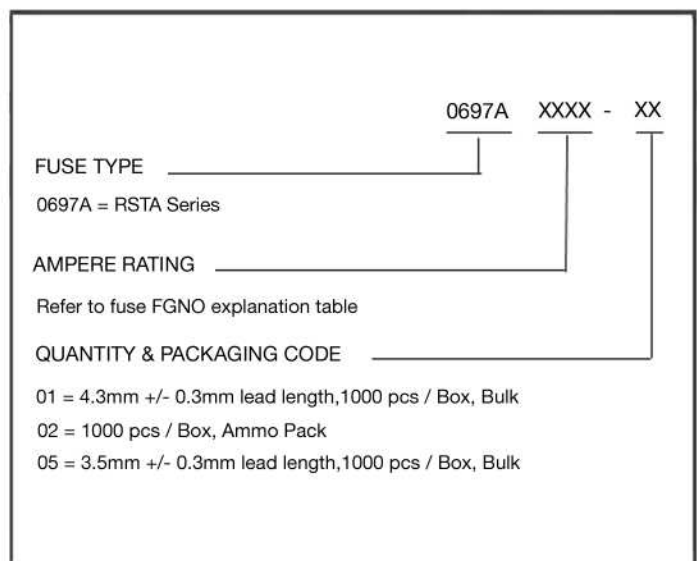 0697A XXXX - XX
FUSE TYPE
0697A = RSTA Series
AMPERE RATING
Refer to fuse FGNO explanation table
QUANTITY & PACKAGING CODE
01 = 4.3mm +/- 0.3mm lead length,1000 pcs / Box, Bulk
02 = 1000 pcs / Box, Ammo Pack
05 = 3.5mm +/- 0.3mm lead length,1000 pcs / Box, Bulk